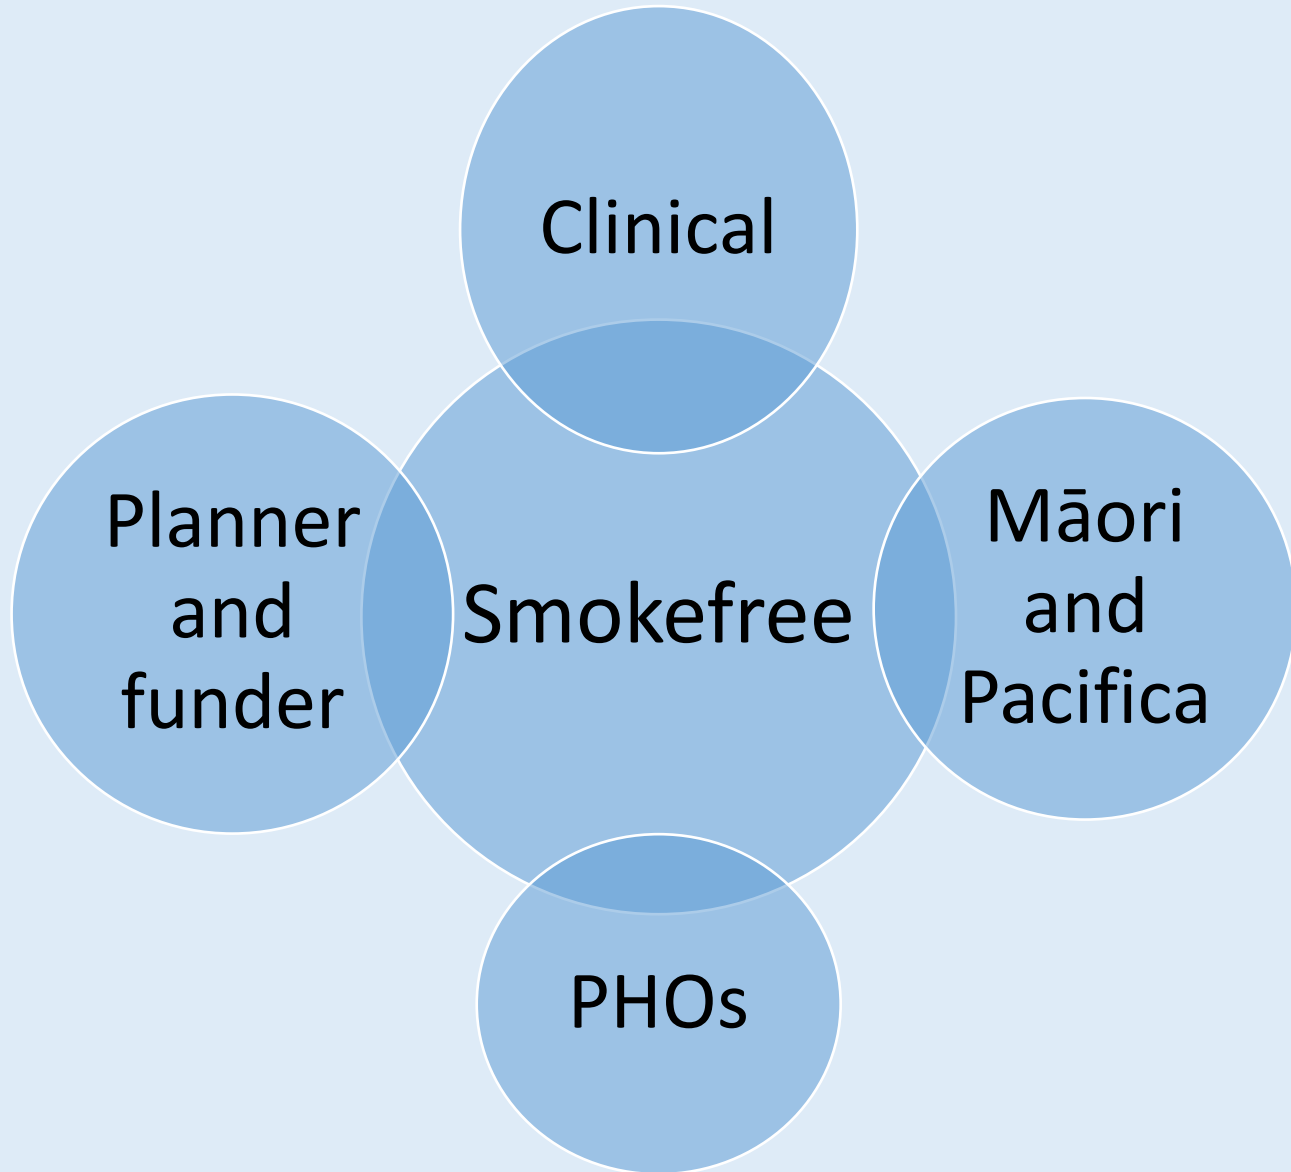 Clinical
Planner
and
funder
Smokefree
Māori
and
Pacifica
PHOs